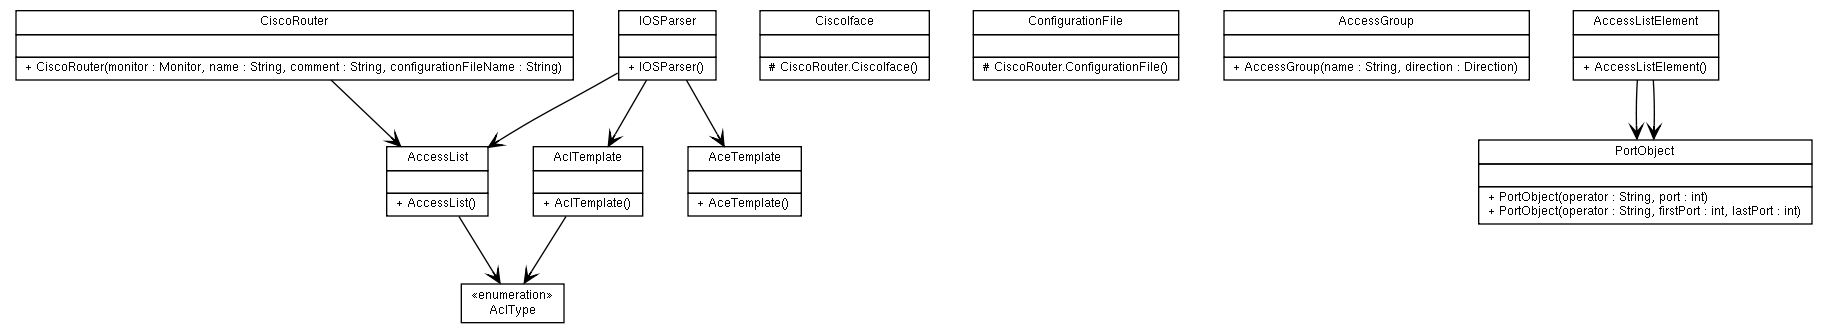 CiscoRouter
+ CiscoRouter(monitor : Monitor, name : String, comment : String, configurationFileName : String)
IOSParser
+ IOSParser()
CiscoIface
# CiscoRouter.CiscoIface()
ConfigurationFile
# CiscoRouter.ConfigurationFile()
AccessGroup
+ AccessGroup(name : String, direction : Direction)
AccessListElement
+ AccessListElement()
AccessList
+ AccessList()
AclTemplate
+ AclTemplate()
AceTemplate
+ AceTemplate()
PortObject
+ PortObject(operator : String, port : int)
+ PortObject(operator : String, firstPort : int, lastPort : int)
«enumeration»
AclType